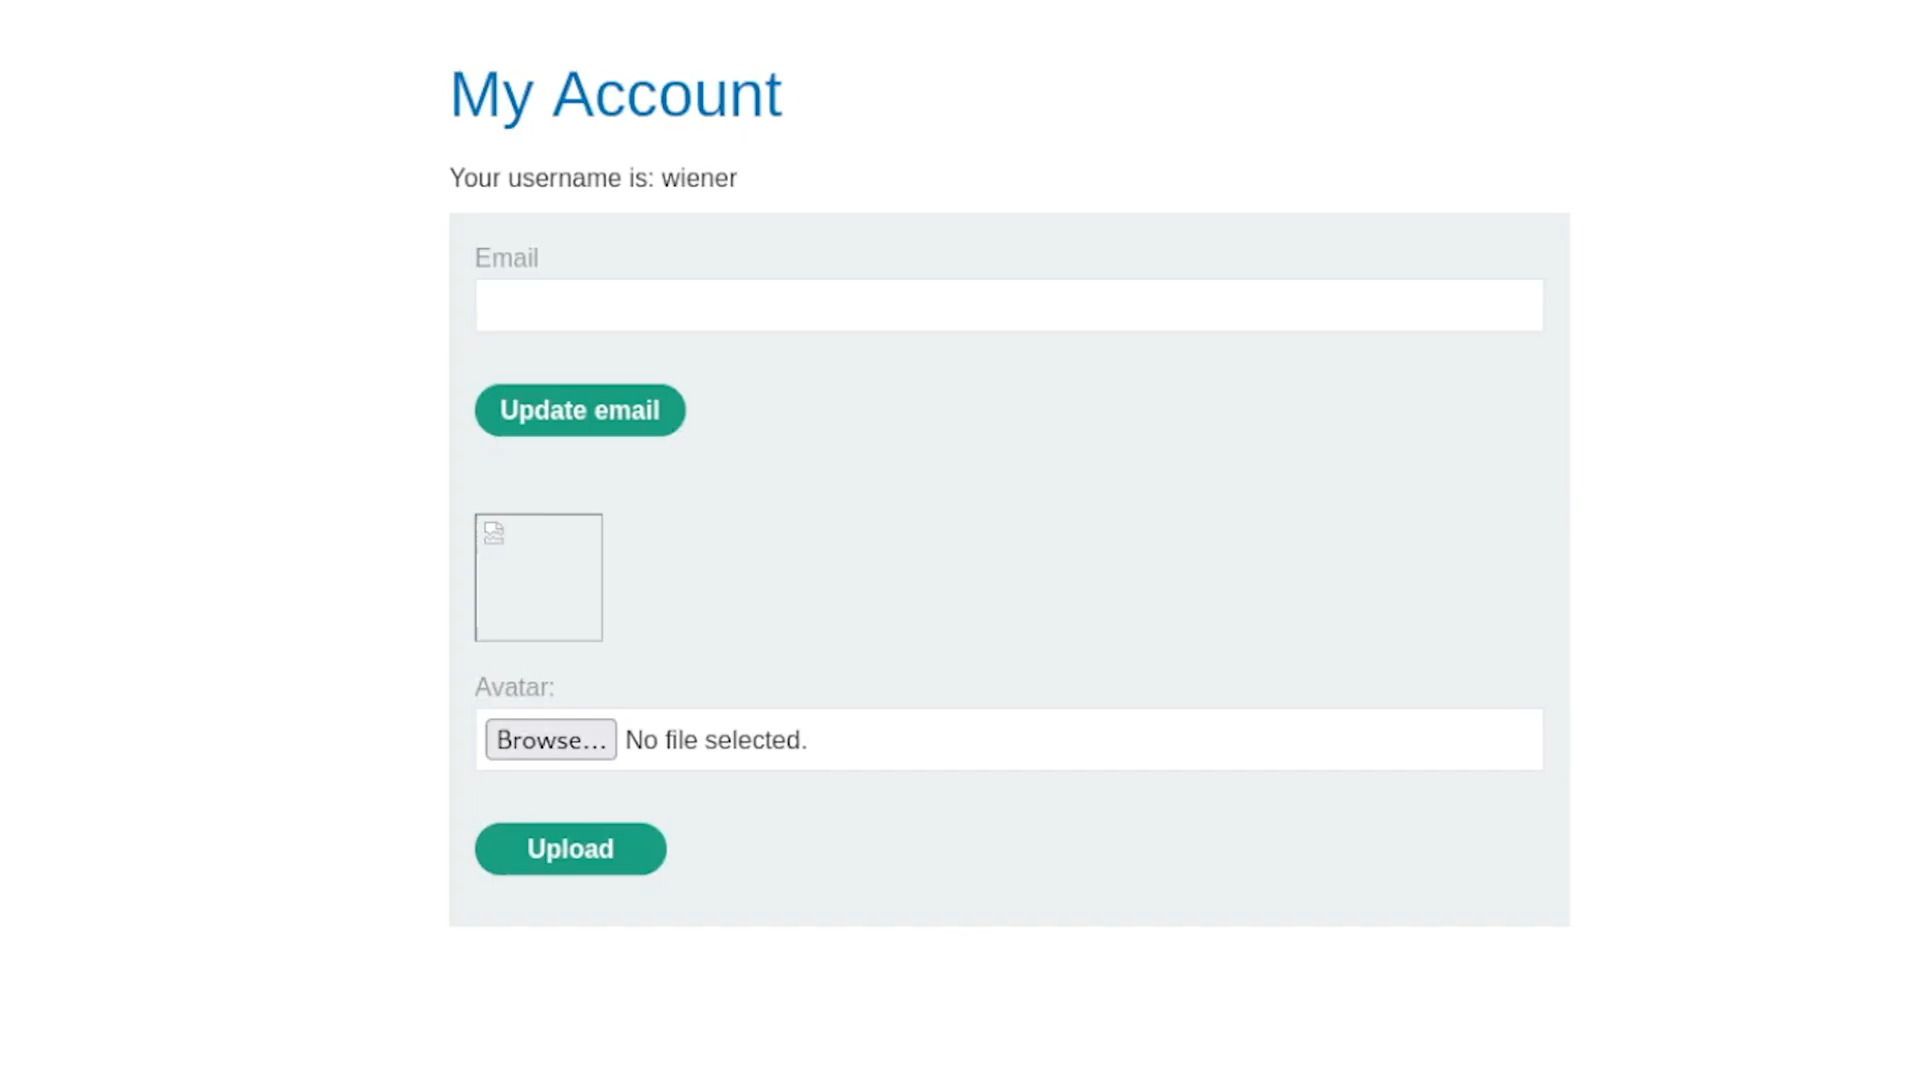 My Account
Your username is: wiener
Email
Update email
Avatar:
Browse... No file selected.
Upload